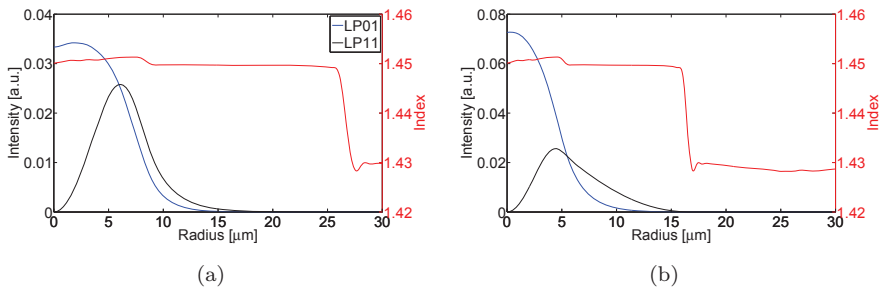 0.04
0.03
0.02
0.01
0
Intensity [a.u.]
LP01
LP11
1.46
1.45
1.44
1.43
1.42
Index
0 5 10 15 20 25 30
Radius [μm]
(a)
0.08
0.06
0.04
0.02
0
Intensity [a.u.]
1.46
1.45
1.44
1.43
1.42
Index
0 5 10 15 20 25 30
Radius [μm]
(b)